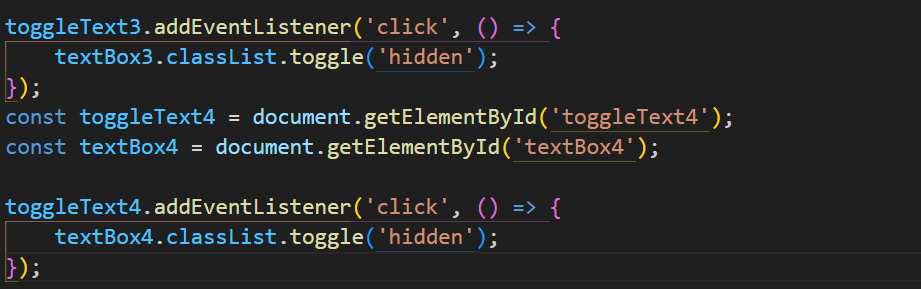 toggleText3.addEventListener('click', () => {
    textBox3.classList.toggle('hidden');
});
const toggleText4 = document.getElementById('toggleText4');
const textBox4 = document.getElementById('textBox4');

toggleText4.addEventListener('click', () => {
    textBox4.classList.toggle('hidden');
});